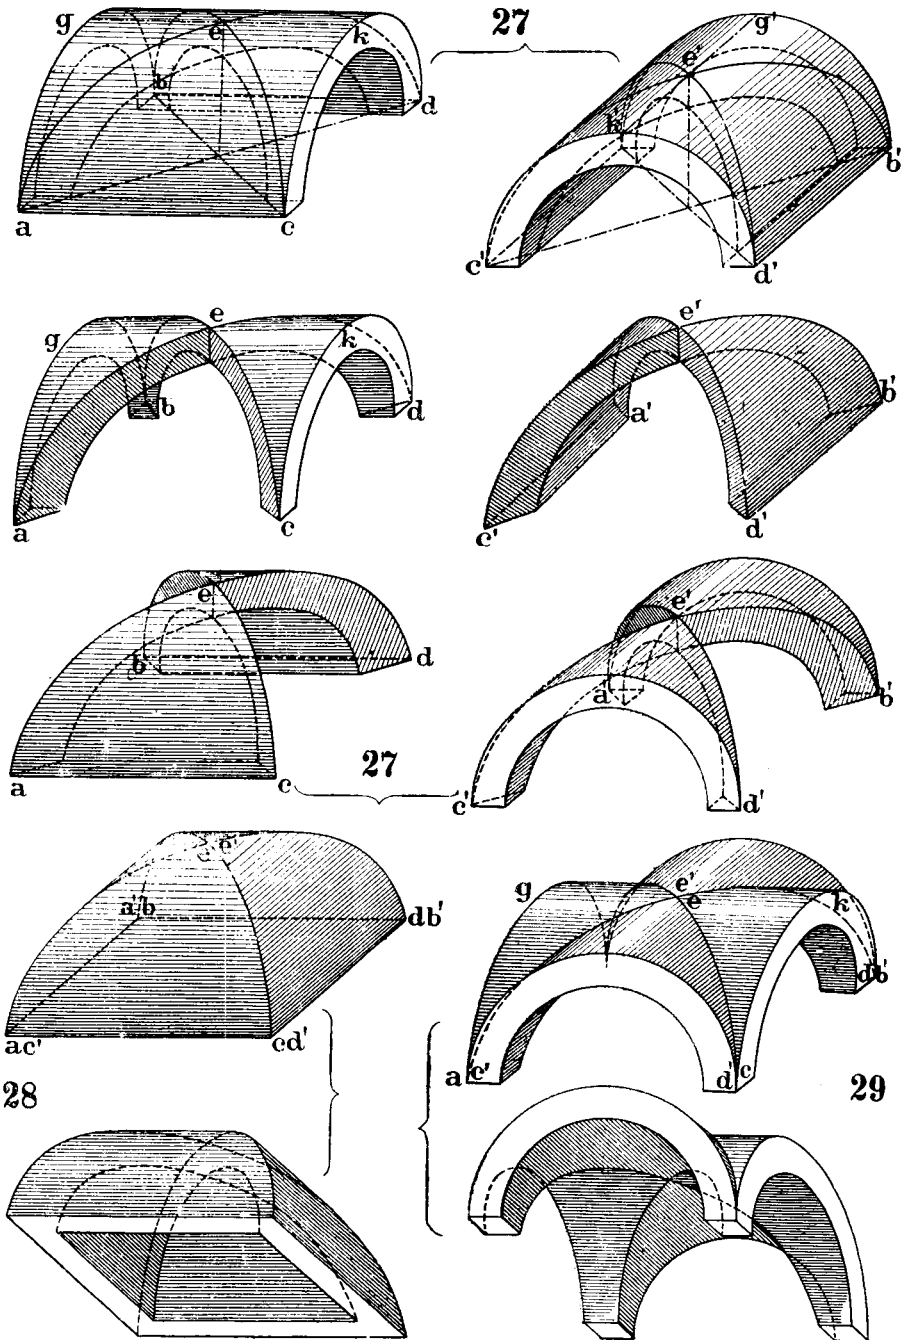 27
g e k g'
e'
b d k b'
a c c' d'
g e k e'
b d a' b'
a c c' d'
e e'
b d a b'
a c c' d'
27
e' g e' e k
a'b db' db'
ac' cd' a c' d' c
28 29